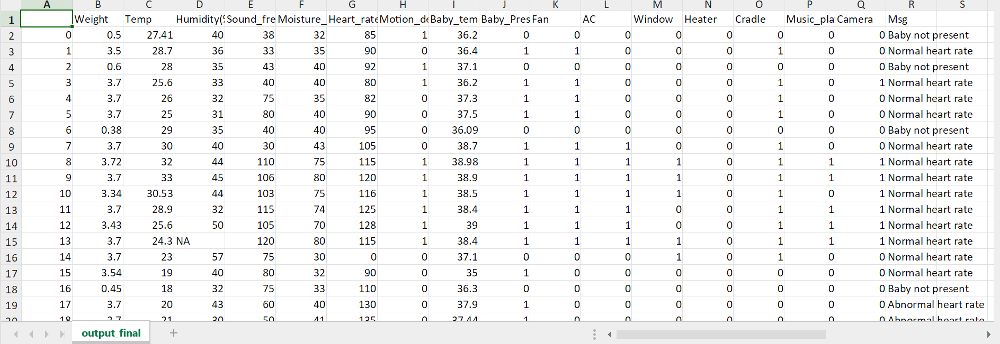 A B C D E F G H I J K L M N O P Q R S
1 Weight Temp Humidity(% Sound_fre Moisture_ Heart_rate Motion_de Baby_tem Baby_Pres Fan AC Window Heater Cradle Music_play Camera Msg
2 0 0.5 27.41 40 38 32 85 1 36.2 0 0 0 0 0 0 0 0 Baby not present
3 1 3.5 28.7 36 33 35 90 0 36.4 1 1 0 0 0 1 0 0 Normal heart rate
4 2 0.6 28 35 43 40 92 1 37.1 0 0 0 0 0 0 0 0 Baby not present
5 3 3.7 25.6 33 40 40 80 1 36.2 1 1 0 0 0 1 0 1 Normal heart rate
6 4 3.7 26 32 75 35 82 0 37.3 1 1 0 0 0 1 0 0 Normal heart rate
7 5 3.7 25 31 80 40 90 0 37.5 1 1 0 0 0 1 0 0 Normal heart rate
8 6 0.38 29 35 40 40 95 0 36.09 0 0 0 0 0 0 0 0 Baby not present
9 7 3.7 30 40 30 43 105 0 38.7 1 1 1 0 0 1 0 0 Normal heart rate
10 8 3.72 32 44 110 75 115 1 38.98 1 1 1 1 0 1 1 1 Normal heart rate
11 9 3.7 33 45 106 80 120 1 38.9 1 1 1 1 0 1 1 1 Normal heart rate
12 10 3.34 30.53 44 103 75 116 1 38.5 1 1 1 1 0 1 0 1 Normal heart rate
13 11 3.7 28.9 32 115 74 125 1 38.4 1 1 1 0 0 1 1 1 Normal heart rate
14 12 3.43 25.6 50 105 70 128 1 39 1 1 1 0 0 1 1 1 Normal heart rate
15 13 3.7 24.3 NA 120 80 115 1 38.4 1 1 1 1 0 1 1 1 Normal heart rate
16 14 3.7 23 57 75 30 0 0 37.1 0 0 0 1 0 1 0 0 Normal heart rate
17 15 3.54 19 40 80 32 90 0 35 1 0 0 0 0 0 0 0 Normal heart rate
18 16 0.45 18 32 75 33 110 0 36.3 0 0 0 0 0 0 0 0 Baby not present
19 17 3.7 20 43 60 40 130 0 37.9 1 0 0 0 0 0 0 0 Abnormal heart rate
20 18 3.7 21 30 50 41 135 0 37.44 1 0 0 0 0 0 0 0 Abnormal heart rate
output_final